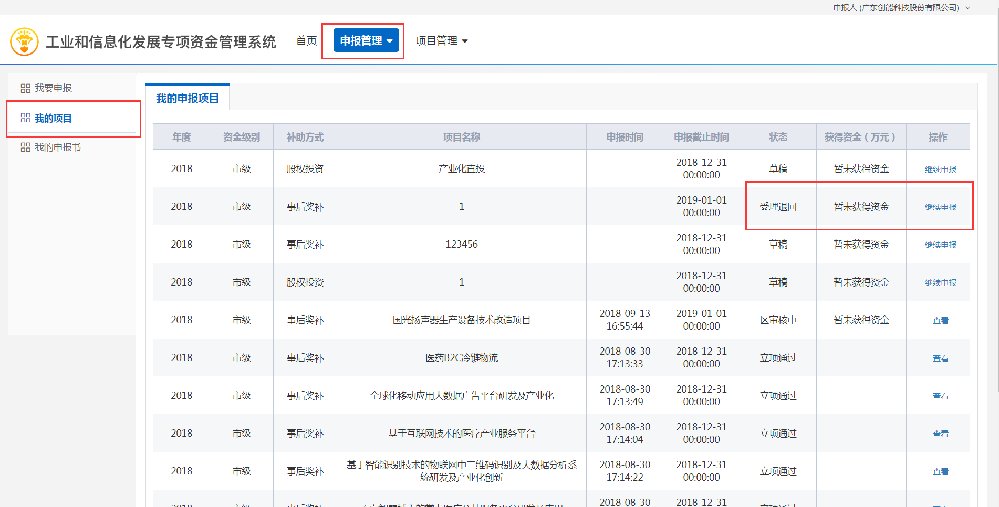 申报人 (广东创能科技股份有限公司)
工业和信息化发展专项资金管理系统 首页 申报管理 项目管理
我要申报
我的项目
我的申报书
我的申报项目
年度 资金级别 补助方式 项目名称 申报时间 申报截止时间 状态 获得资金（万元） 操作
2018 市级 股权投资 产业化直投 2018-12-31 00:00:00 草稿 暂未获得资金 继续申报
2018 市级 事后奖补 1 2019-01-01 00:00:00 受理退回 暂未获得资金 继续申报
2018 市级 事后奖补 123456 2018-12-31 00:00:00 草稿 暂未获得资金 继续申报
2018 市级 股权投资 1 2018-12-31 00:00:00 草稿 暂未获得资金 继续申报
2018 市级 事后奖补 国光扬声器生产设备技术改造项目 2018-09-13 16:55:44 2019-01-01 00:00:00 区审核中 暂未获得资金 查看
2018 市级 事后奖补 医药B2C冷链物流 2018-08-30 17:13:33 2018-12-31 00:00:00 立项通过 查看
2018 市级 事后奖补 全球化移动应用大数据广告平台研发及产业化 2018-08-30 17:13:49 2018-12-31 00:00:00 立项通过 查看
2018 市级 事后奖补 基于互联网技术的医疗产业服务平台 2018-08-30 17:14:04 2018-12-31 00:00:00 立项通过 查看
2018 市级 事后奖补 基于智能识别技术的物联网中二维码识别及大数据分析系统研发及产业化创新 2018-08-30 17:14:22 2018-12-31 00:00:00 立项通过 查看
2018-08-30 2018-12-31